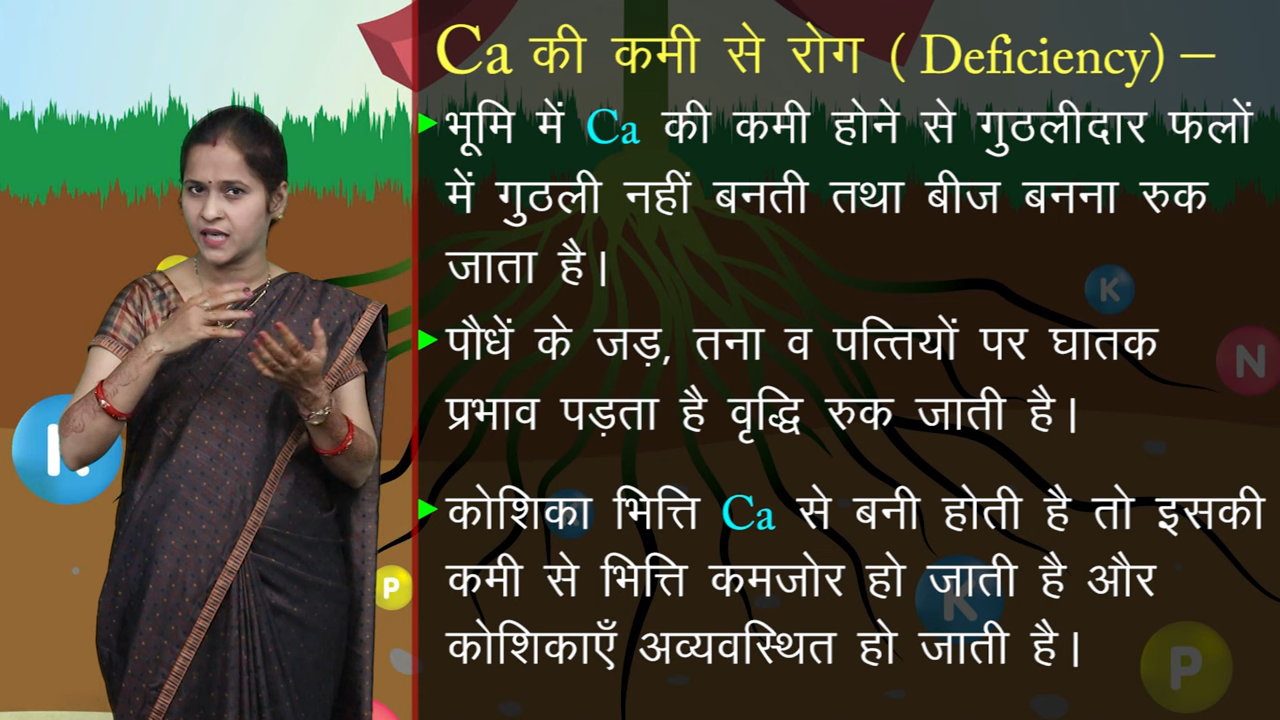 Ca की कमी से रोग ( Deficiency) –
भूमि में Ca की कमी होने से गुठलीदार फलों
में गुठली नहीं बनती तथा बीज बनना रुक
जाता है।
पौधें के जड़, तना व पत्तियों पर घातक
प्रभाव पड़ता है वृद्धि रुक जाती है।
कोशिका भित्ति Ca से बनी होती है तो इसकी
कमी से भित्ति कमजोर हो जाती है और
कोशिकाएँ अव्यवस्थित हो जाती है।
K
N
K
P
K
P